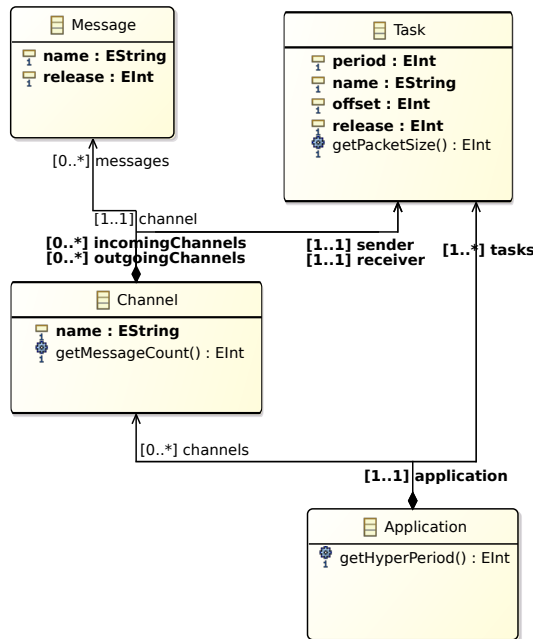 Message
name : EString
release : EInt
Task
period : EInt
name : EString
offset : EInt
release : EInt
getPacketSize() : EInt
[0..*] messages
[1..1] channel
[0..*] incomingChannels
[0..*] outgoingChannels
[1..1] sender
[1..1] receiver
[1..*] tasks
Channel
name : EString
getMessageCount() : EInt
[0..*] channels
[1..1] application
Application
getHyperPeriod() : EInt